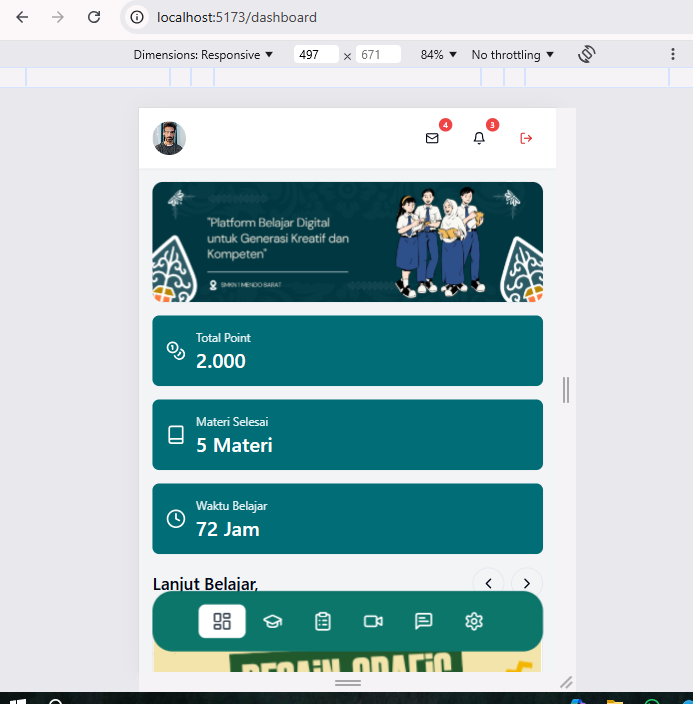 localhost:5173/dashboard
Dimensions: Responsive
497
×
671
84%
No throttling
4
3
"Platform Belajar Digital
untuk Generasi Kreatif dan
Kompeten"
SMKN 1 MENDO BARAT
Total Point
2.000
Materi Selesai
5 Materi
Waktu Belajar
72 Jam
Lanjut Belajar,
DESAIN GRAFIS